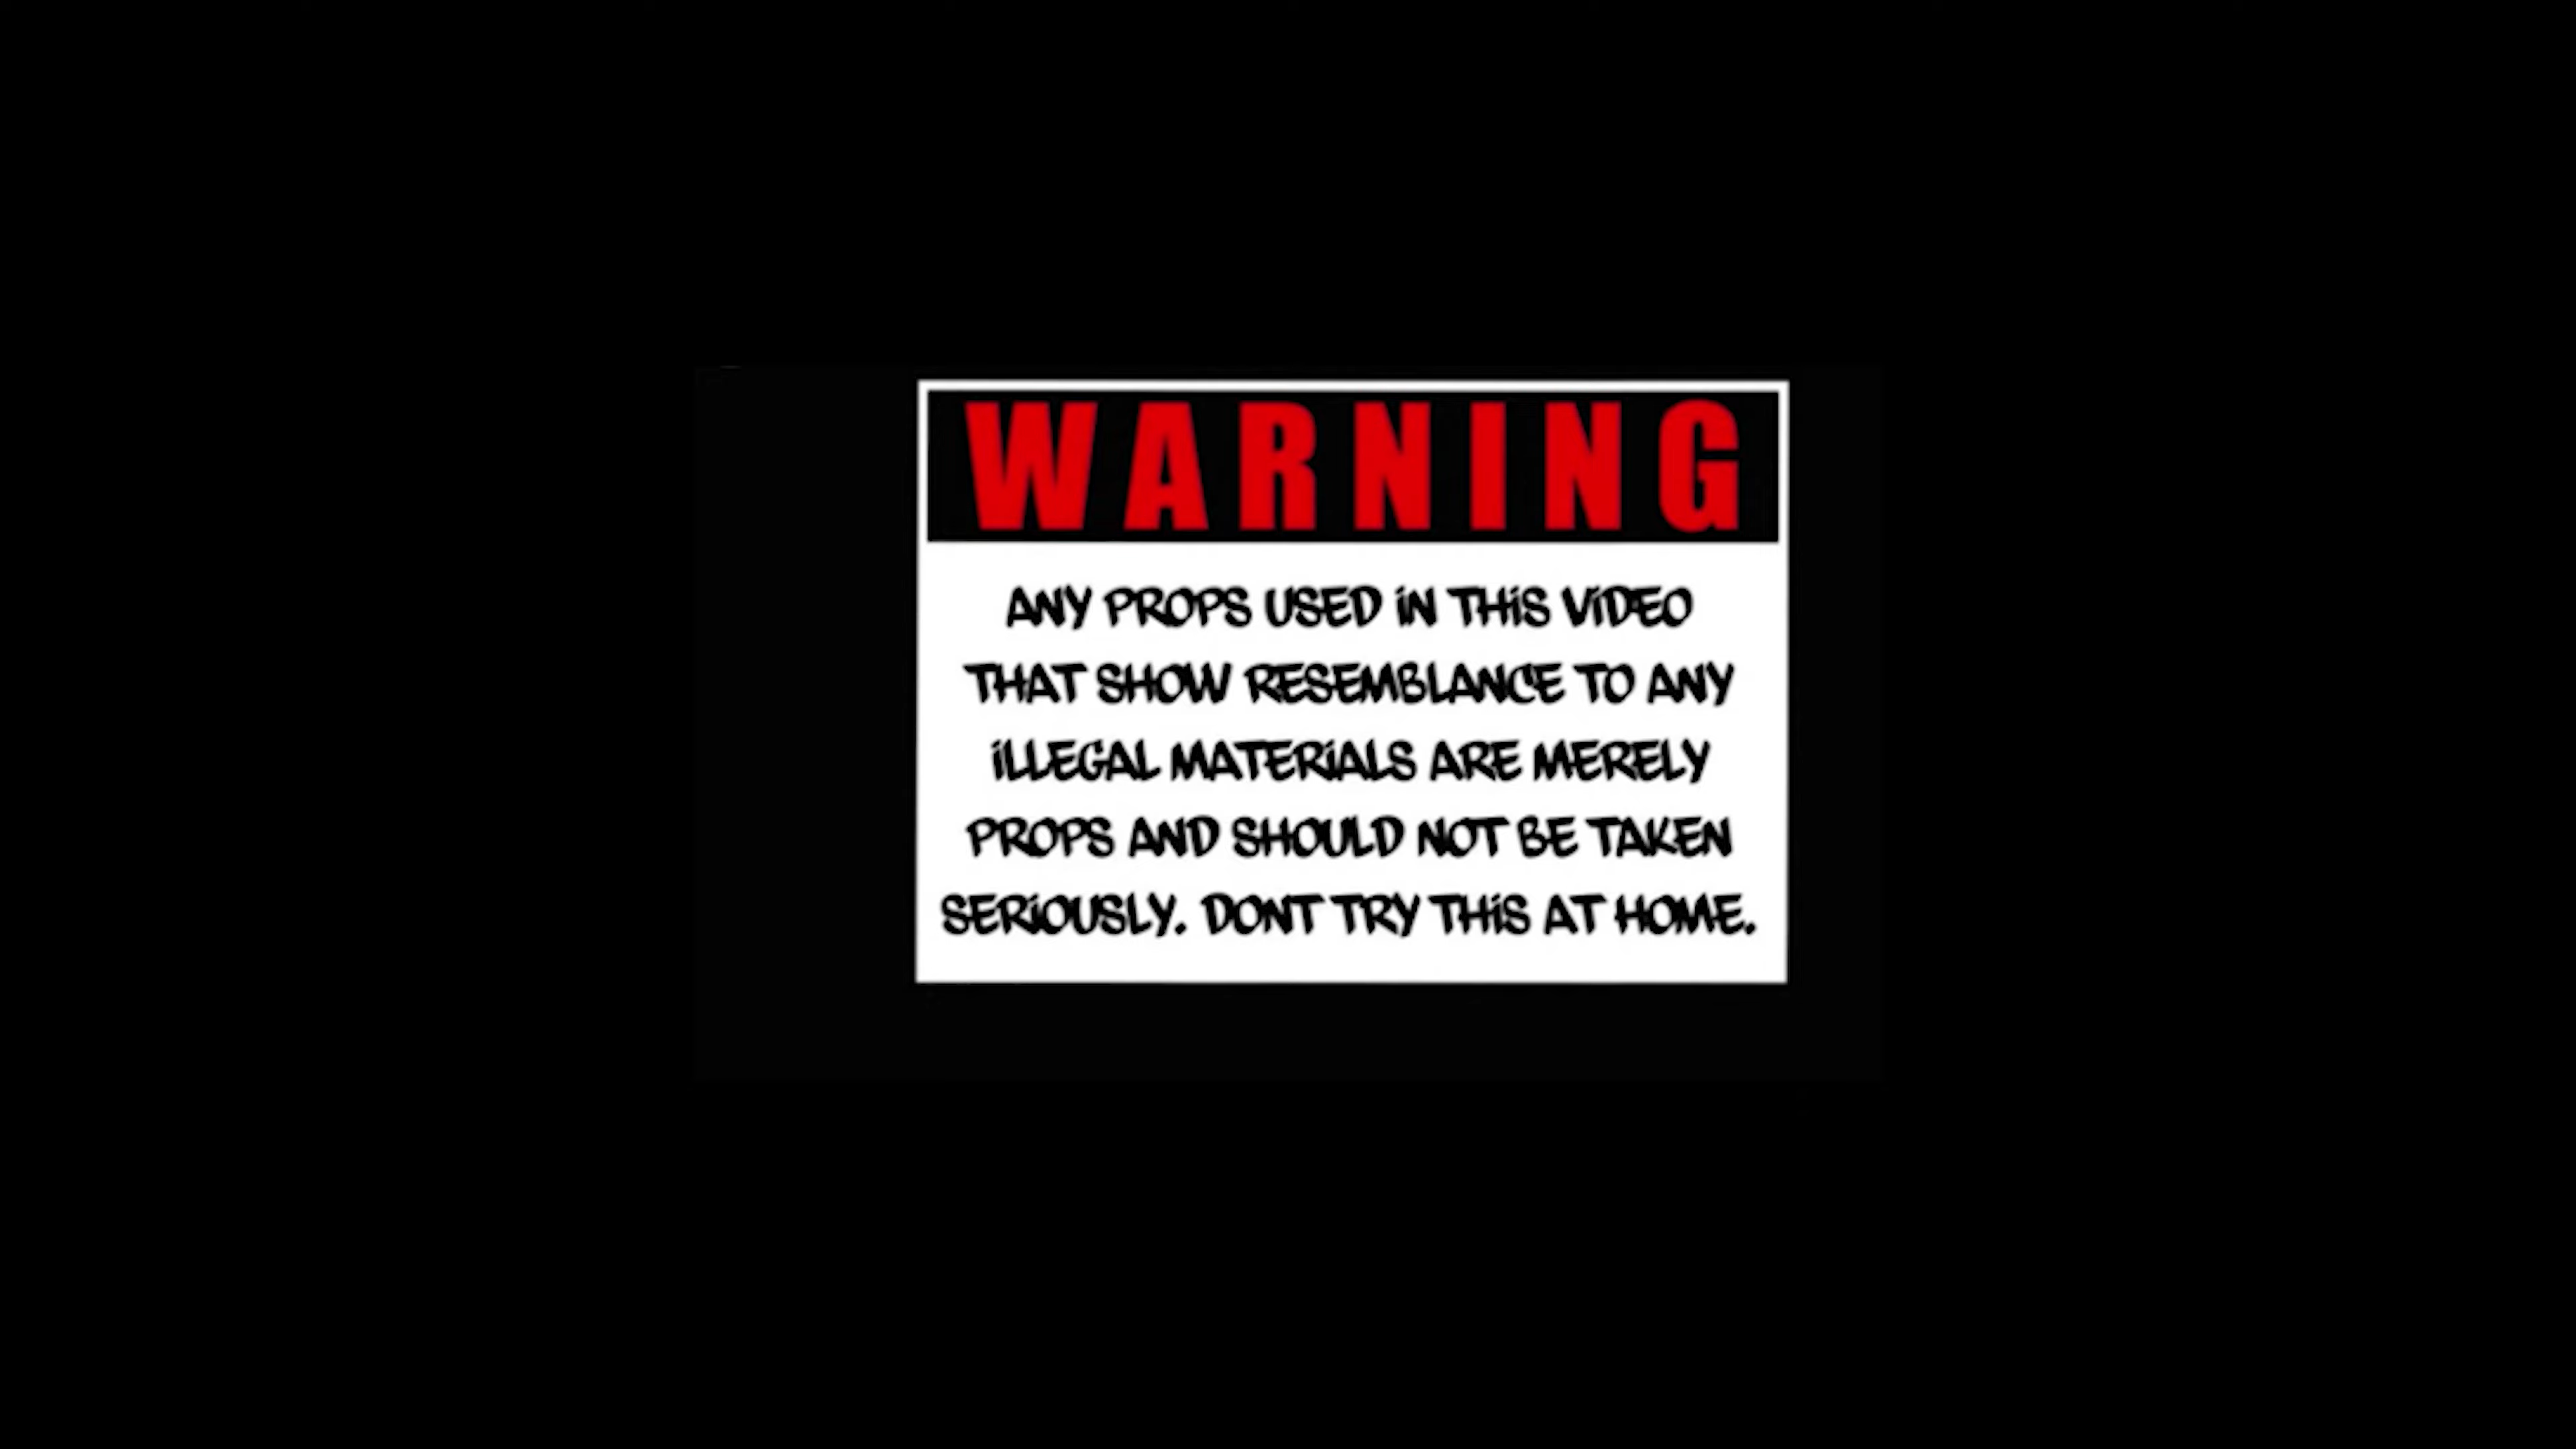 WARNING
ANY PROPS USED iN THiS ViDEO
THAT SHOW RESEMBLANCE TO ANY
iLLEGAL MATERiALS ARE MERELY
PROPS AND SHOULD NOT BE TAKEN
SERiOUSLY. DONT TRY THiS AT HOME.